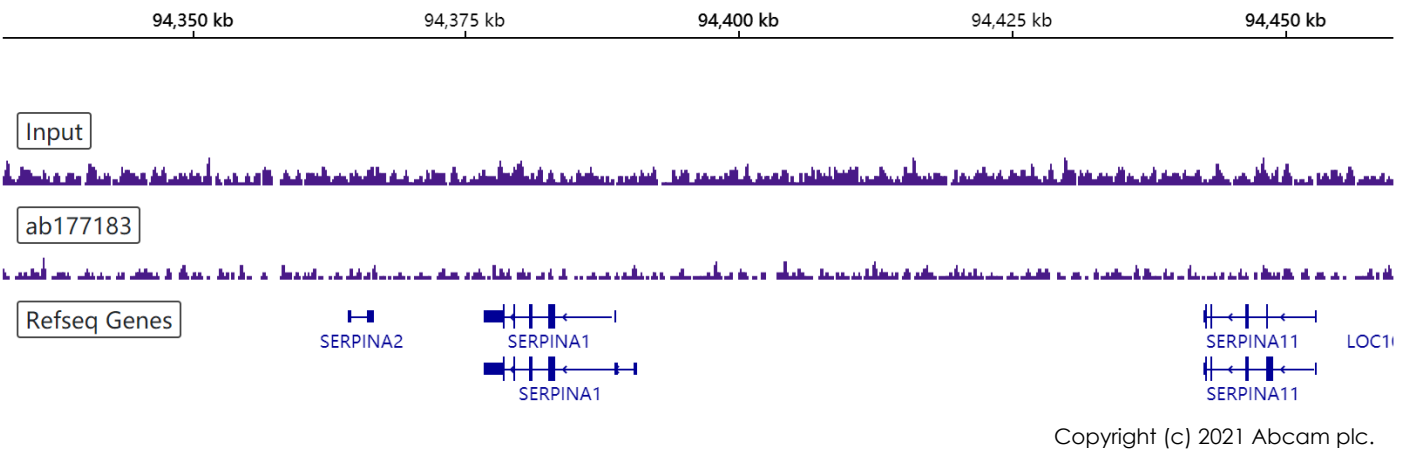 94,350 kb 94,375 kb 94,400 kb 94,425 kb 94,450 kb
Input
ab177183
Refseq Genes
SERPINA2 SERPINA1 SERPINA11
SERPINA1 SERPINA11
Copyright (c) 2021 Abcam plc.